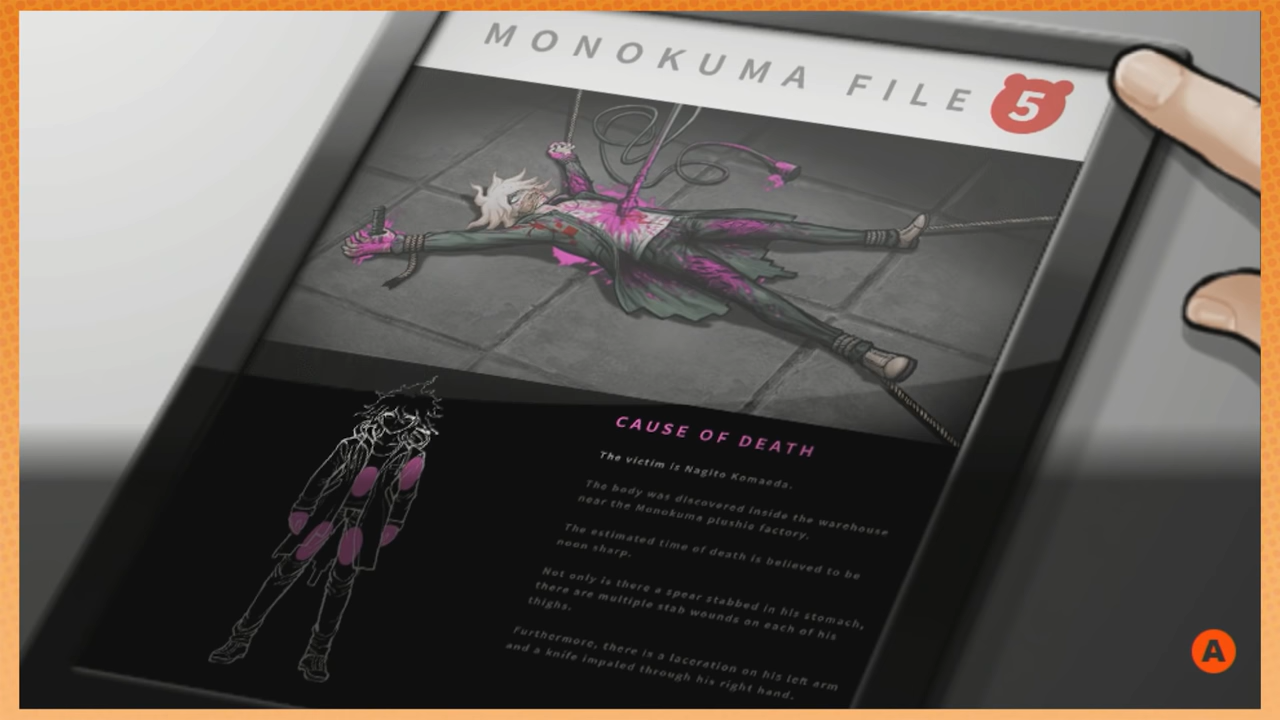 MONOKUMA FILE 5
CAUSE OF DEATH
The victim is Nagito Komaeda.
The body was discovered inside the warehouse
near the Monokuma plushie factory.
The estimated time of death is believed to be
noon sharp.
Not only is there a spear stabbed in his stomach,
there are multiple stab wounds on each of his
thighs.
Furthermore, there is a laceration on his left arm
and a knife impaled through his right hand.
A